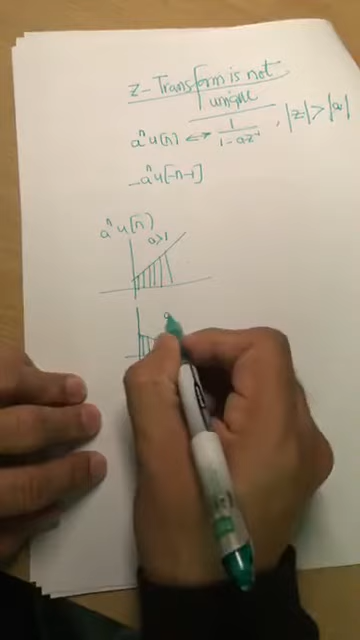 Z-Transform is not
unique
aⁿu[n] ↔ 1/(1-az⁻¹), |z|>|a|
-aⁿu[-n-1]
aⁿu[n]
a>1
a